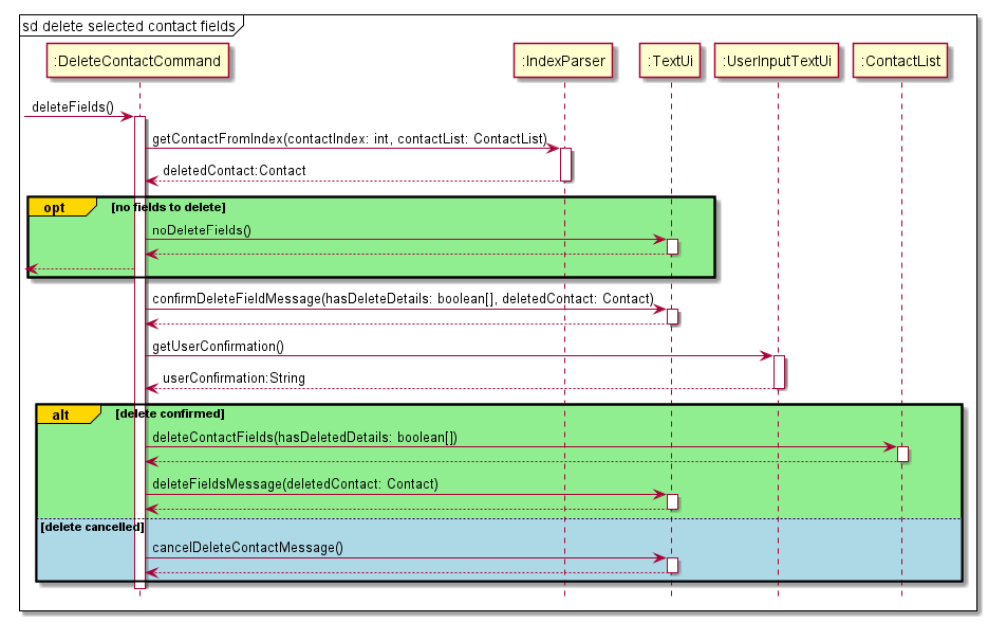 sd delete selected contact fields
:DeleteContactCommand
:IndexParser
:TextUi
:UserInputTextUi
:ContactList
deleteFields()
getContactFromIndex(contactIndex: int, contactList: ContactList)
deletedContact:Contact
opt
[no fields to delete]
noDeleteFields()
confirmDeleteFieldMessage(hasDeleteDetails: boolean[], deletedContact: Contact)
getUserConfirmation()
userConfirmation:String
alt
[delete confirmed]
deleteContactFields(hasDeletedDetails: boolean[])
deleteFieldsMessage(deletedContact: Contact)
[delete cancelled]
cancelDeleteContactMessage()